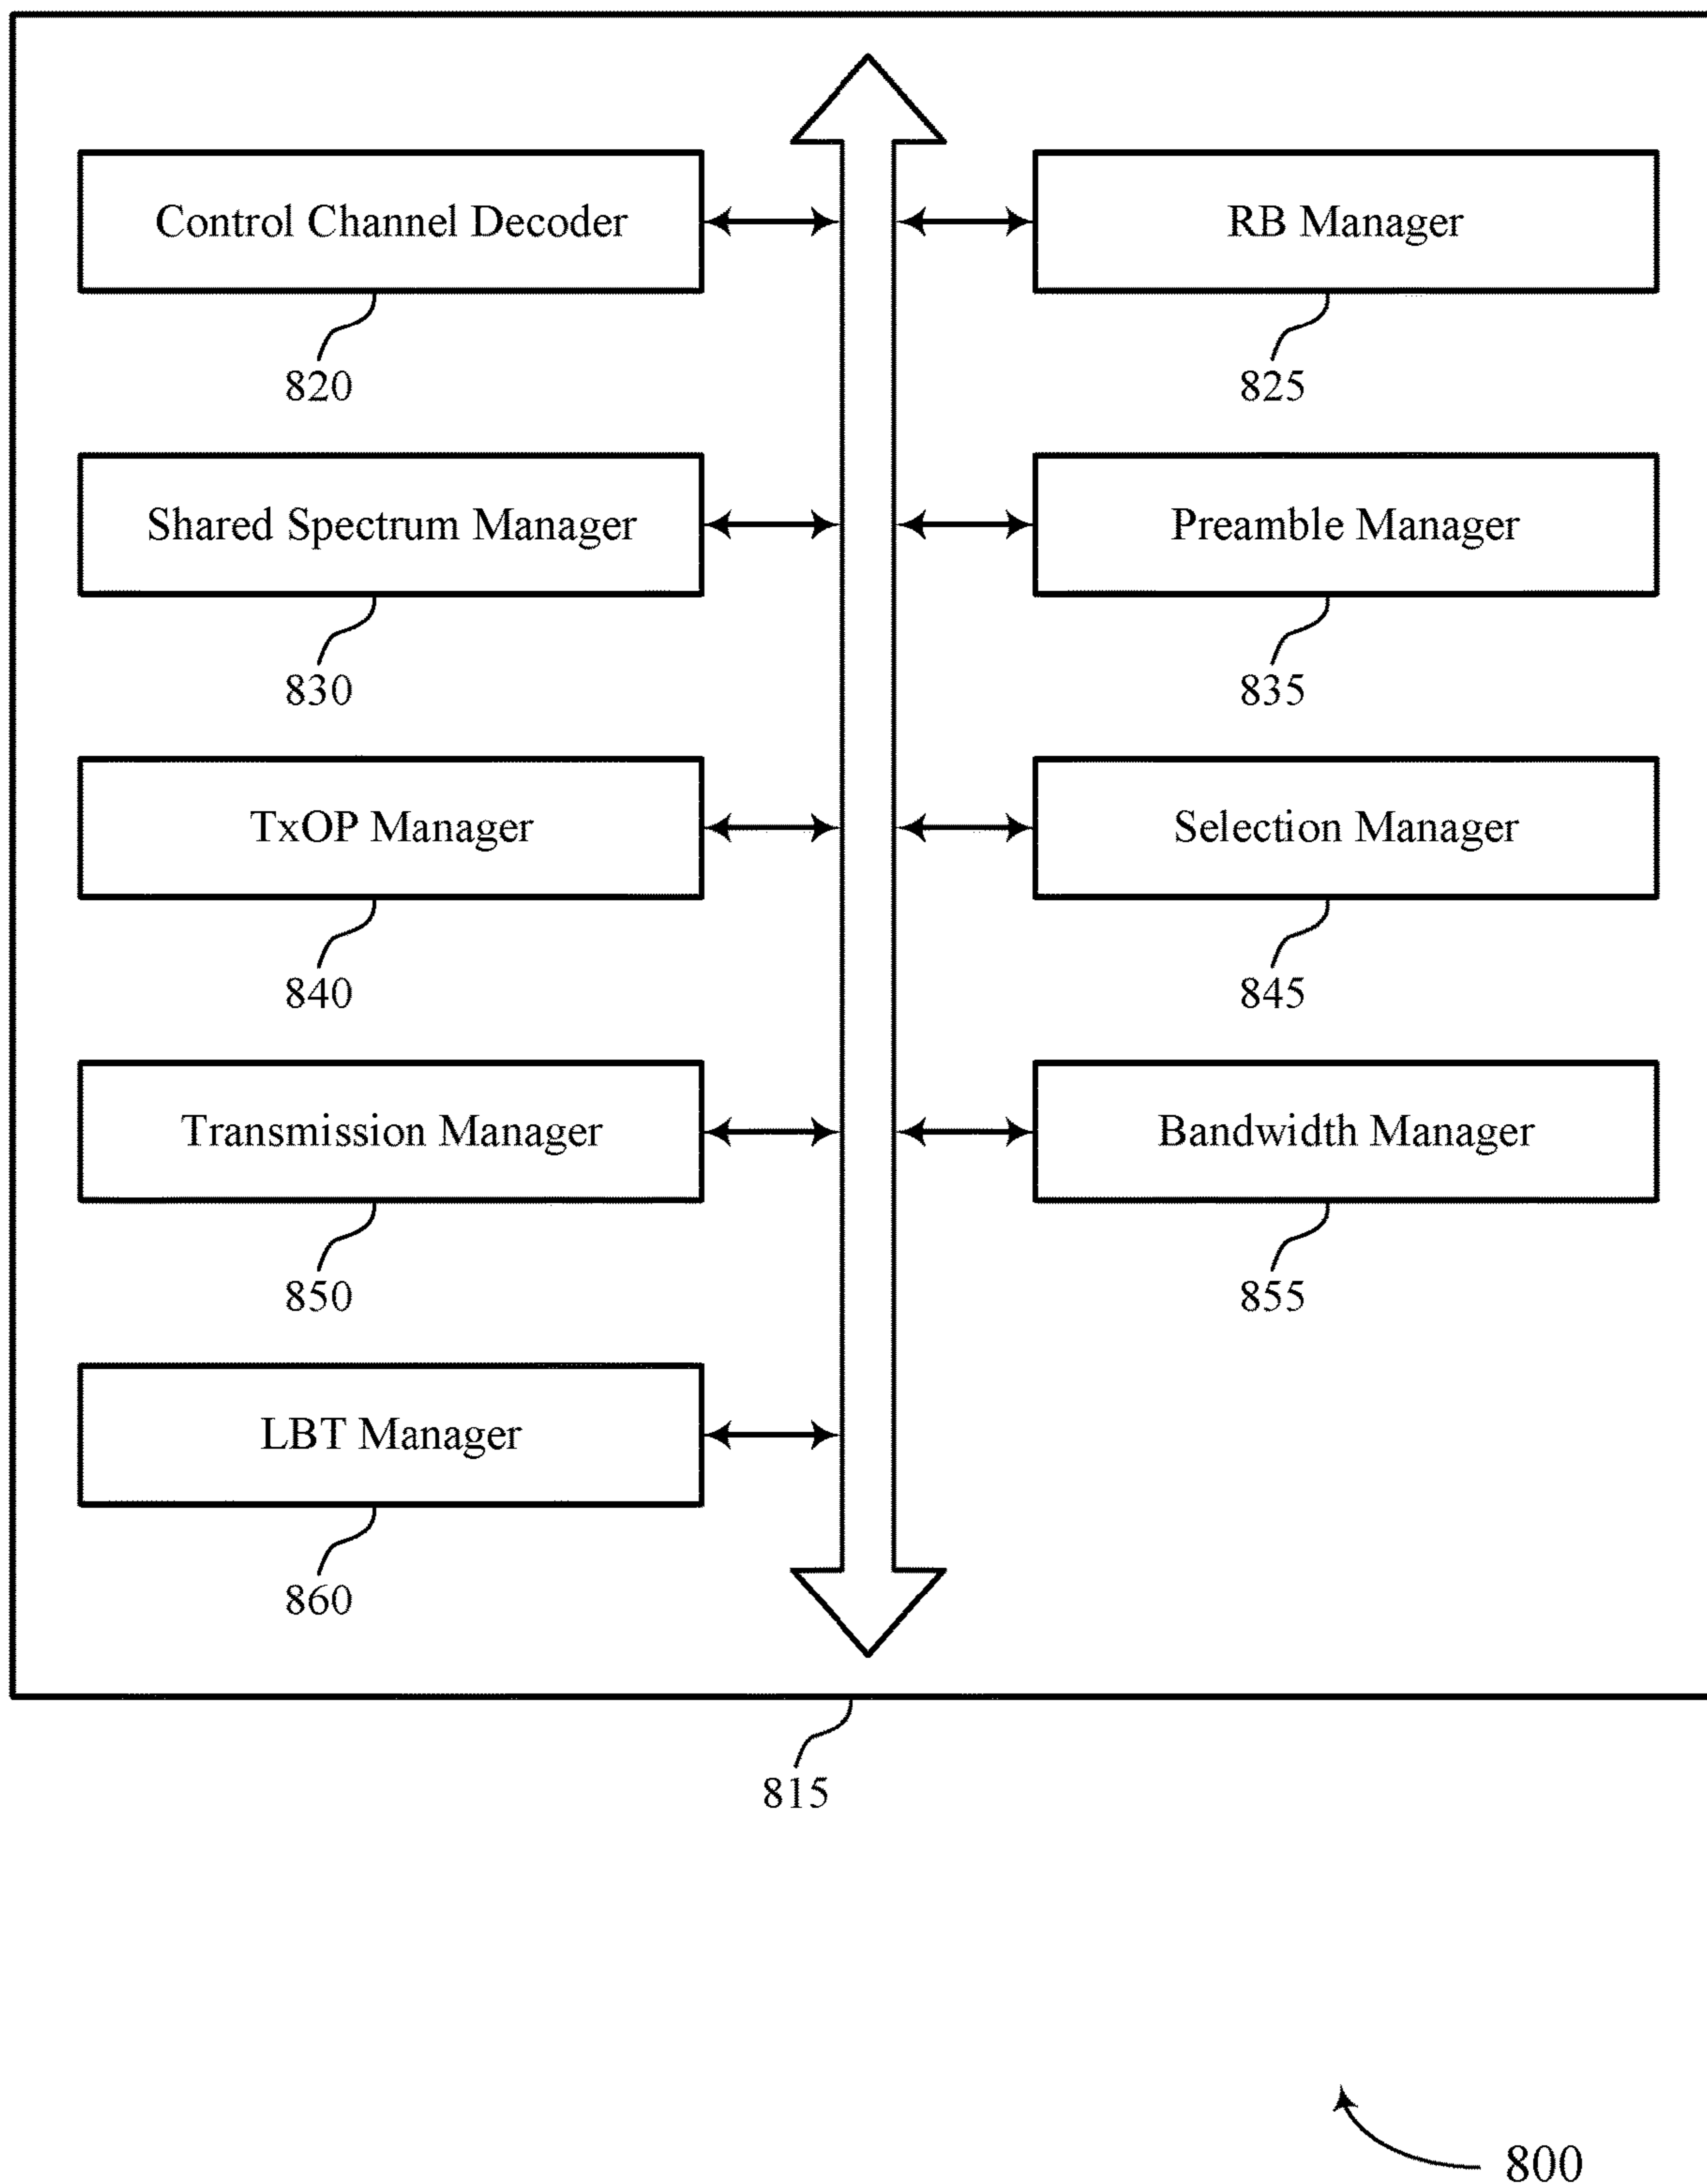 Control Channel Decoder
RB Manager
820
825
Shared Spectrum Manager
Preamble Manager
830
835
TxOP Manager
Selection Manager
840
845
Transmission Manager
Bandwidth Manager
850
855
LBT Manager
860
815
800